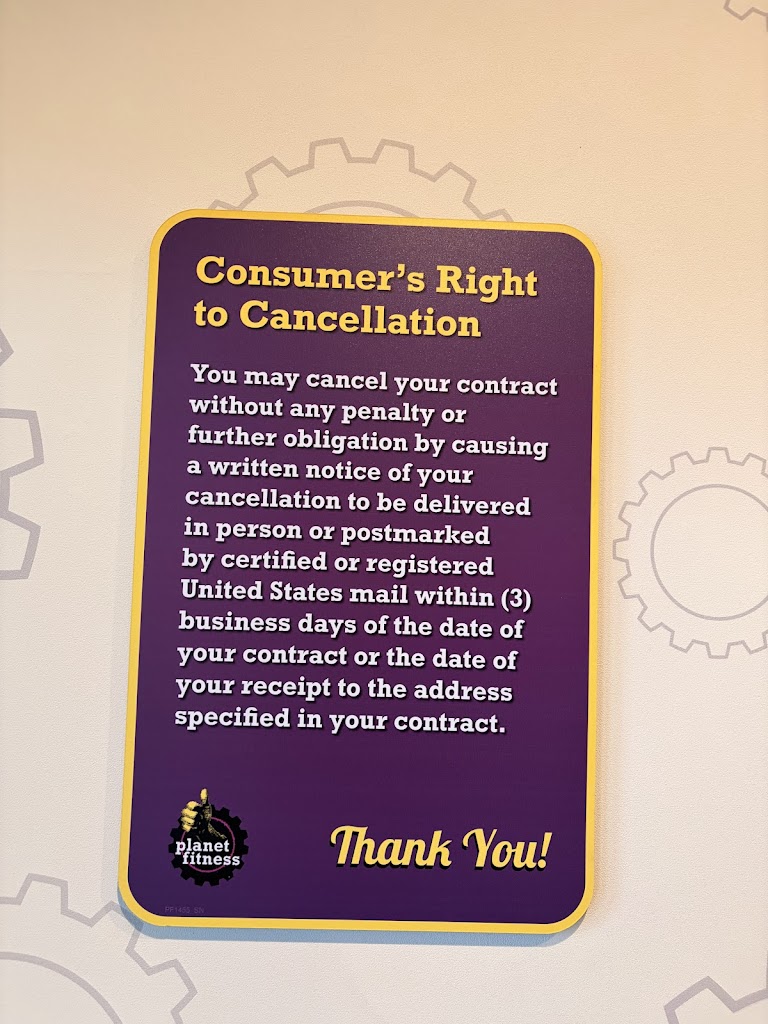 Consumer's Right
to Cancellation
You may cancel your contract
without any penalty or
further obligation by causing
a written notice of your
cancellation to be delivered
in person or postmarked
by certified or registered
United States mail within (3)
business days of the date of
your contract or the date of
your receipt to the address
specified in your contract.
planet
fitness
Thank You!